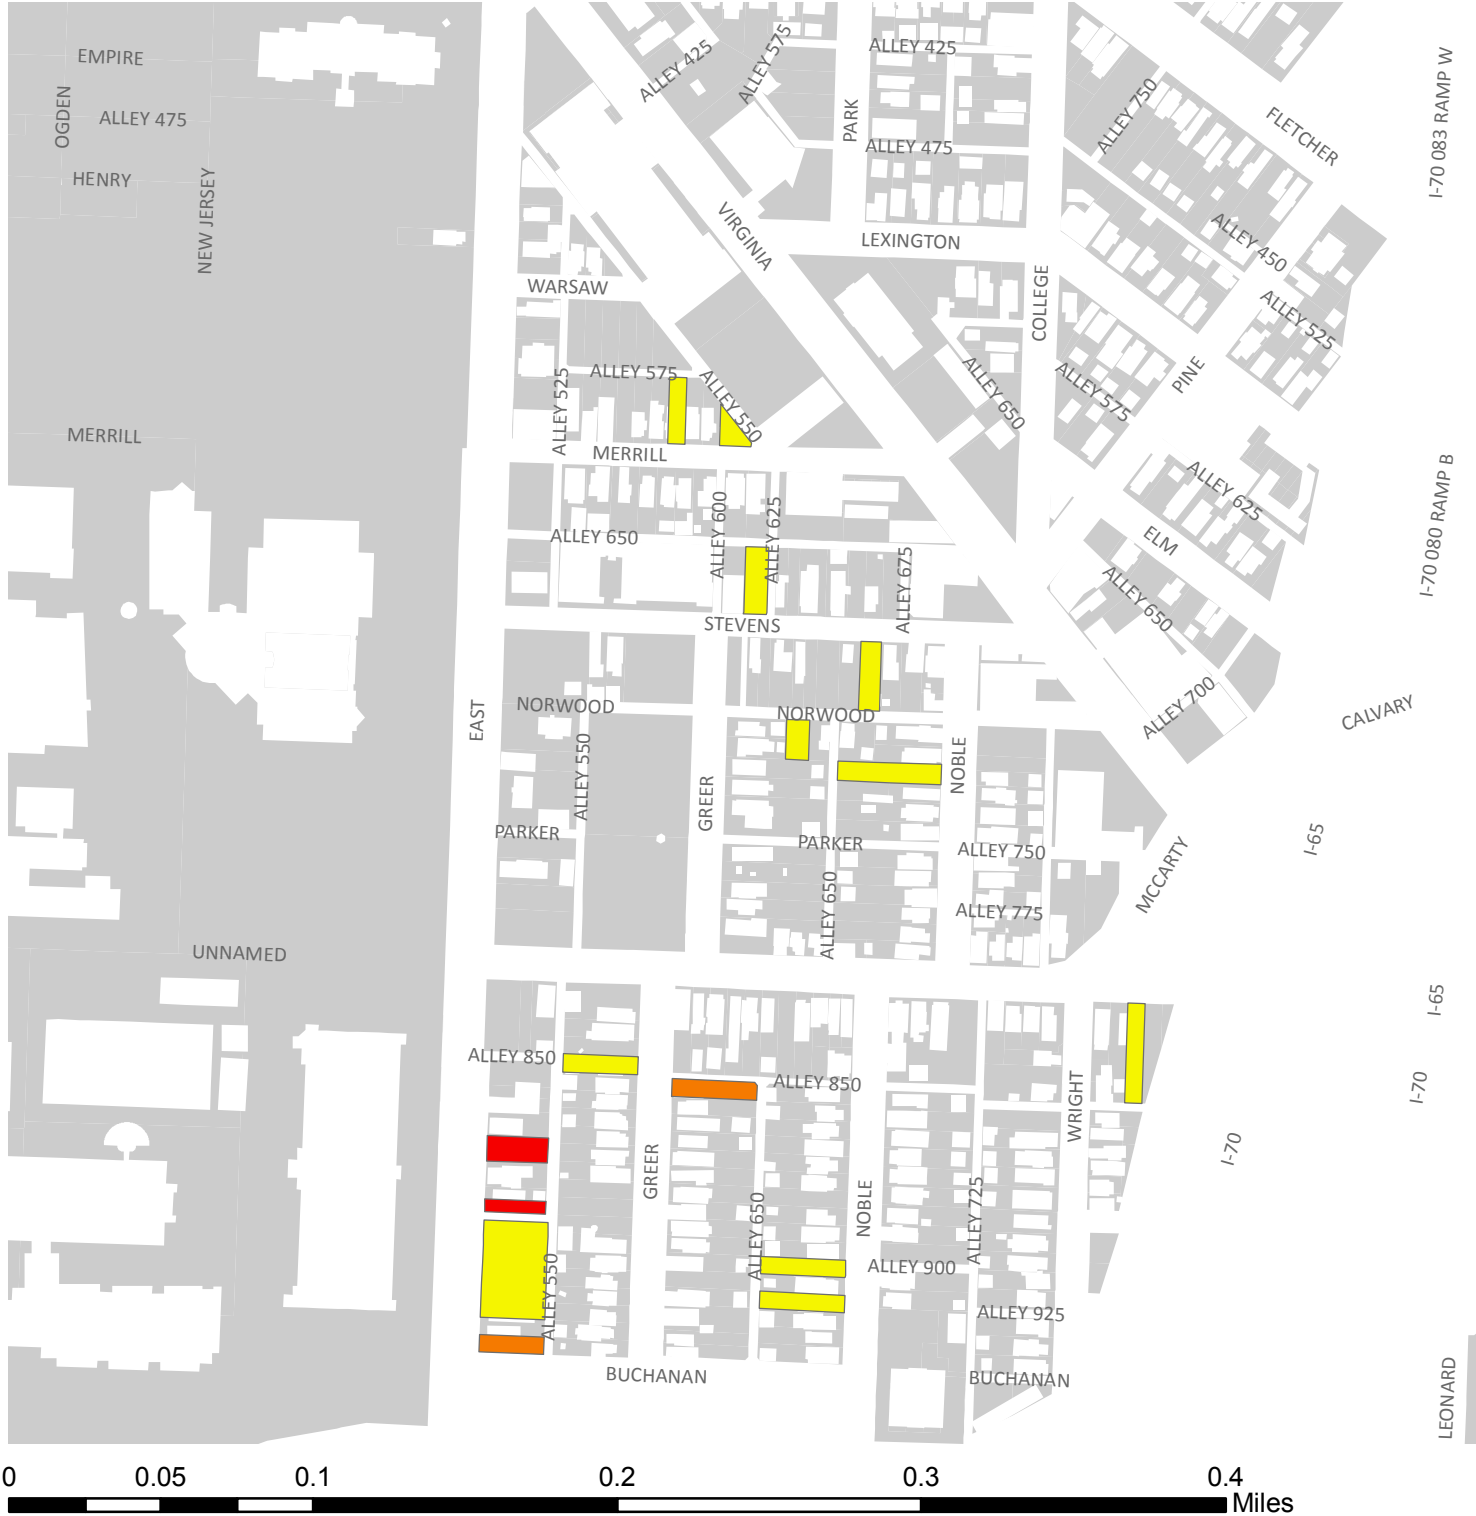 EMPIRE
ALLEY 425
ALLEY 575
ALLEY 425
I-70 083 RAMP W
OGDEN
ALLEY 475
PARK
ALLEY 475
ALLEY 750
FLETCHER
HENRY
NEW JERSEY
VIRGINIA
LEXINGTON
ALLEY 450
WARSAW
COLLEGE
ALLEY 525
ALLEY 575
ALLEY 525
ALLEY 550
ALLEY 650
ALLEY 575
PINE
MERRILL
MERRILL
ALLEY 600
ALLEY 625
ALLEY 625
I-70 080 RAMP B
ALLEY 650
ALLEY 675
ELM
ALLEY 650
STEVENS
EAST
NORWOOD
NORWOOD
ALLEY 700
CALVARY
ALLEY 550
GREER
NOBLE
PARKER
PARKER
ALLEY 750
MCCARTY
I-65
ALLEY 650
ALLEY 775
UNNAMED
I-65
ALLEY 850
ALLEY 850
WRIGHT
I-70
I-70
GREER
ALLEY 650
NOBLE
ALLEY 725
ALLEY 550
ALLEY 900
ALLEY 925
BUCHANAN
BUCHANAN
LEONARD
0 0.05 0.1 0.2 0.3 0.4
Miles